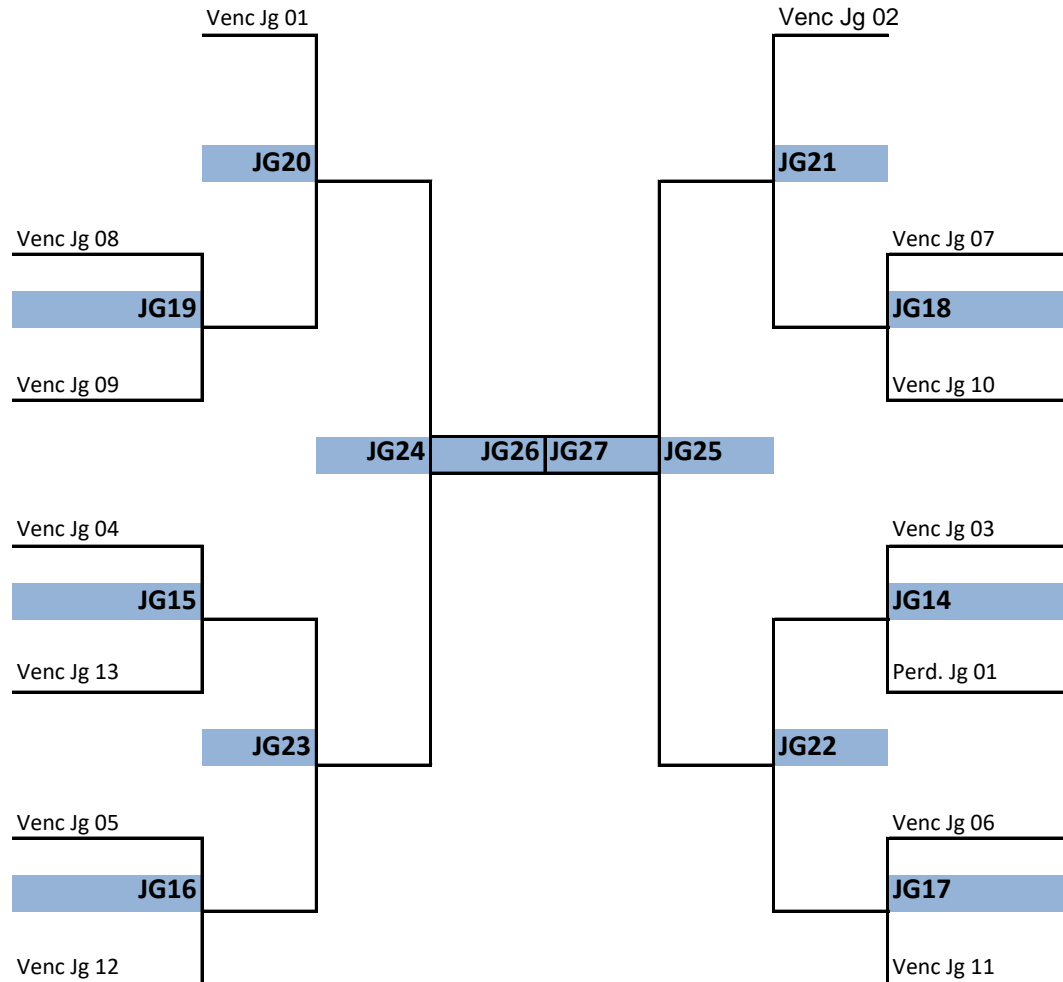 Venc Jg 01
Venc Jg 02
JG20
JG21
Venc Jg 08
Venc Jg 07
JG19
JG18
Venc Jg 09
Venc Jg 10
JG24
JG26
JG27
JG25
Venc Jg 04
Venc Jg 03
JG15
JG14
Venc Jg 13
Perd. Jg 01
JG23
JG22
Venc Jg 05
Venc Jg 06
JG16
JG17
Venc Jg 12
Venc Jg 11